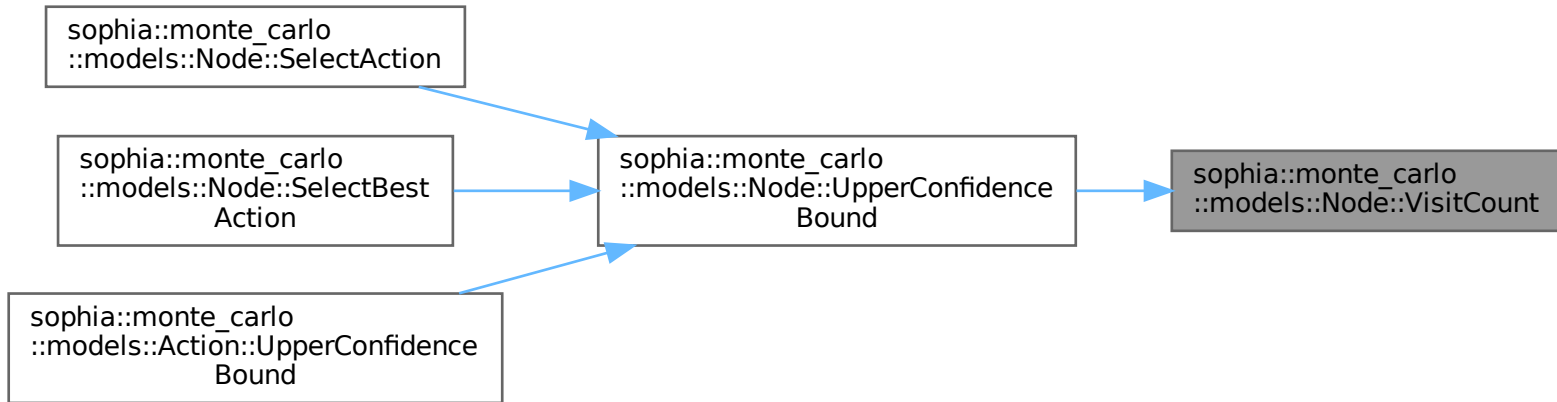 sophia::monte_carlo
::models::Node::SelectAction
sophia::monte_carlo
::models::Node::SelectBest
Action
sophia::monte_carlo
::models::Action::UpperConfidence
Bound
sophia::monte_carlo
::models::Node::UpperConfidence
Bound
sophia::monte_carlo
::models::Node::VisitCount